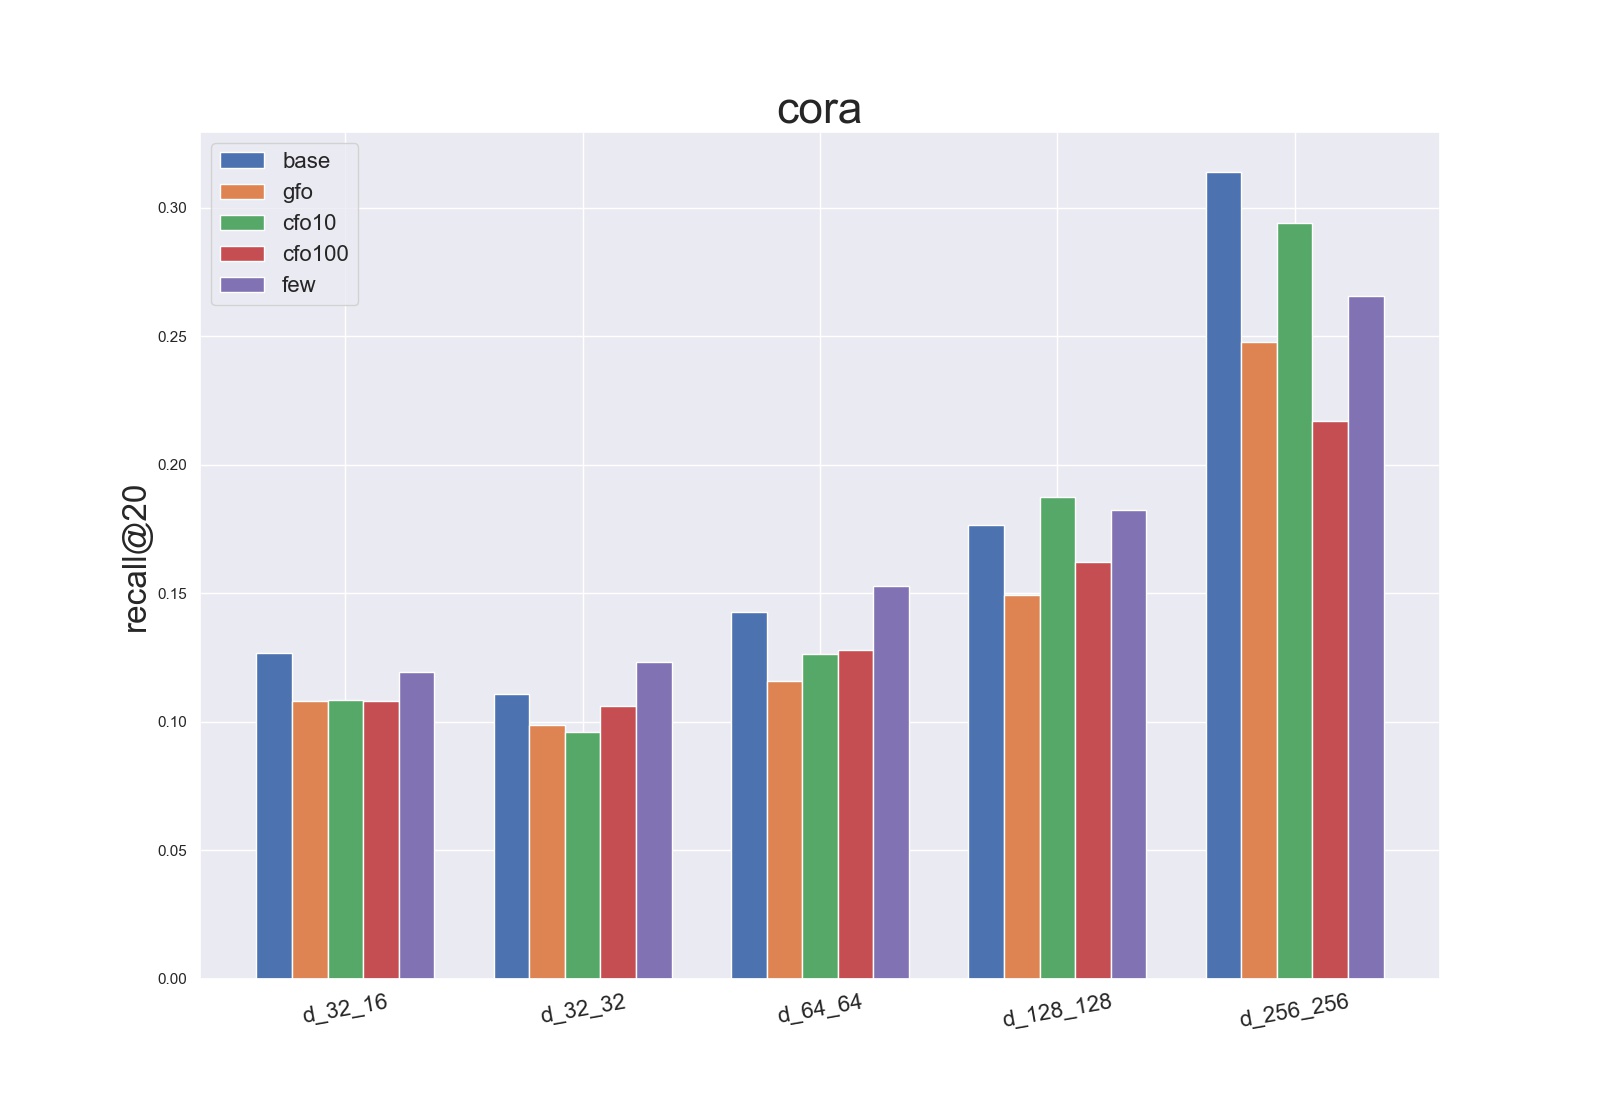 cora
base
gfo
cfo10
cfo100
few
recall@20
0.30
0.25
0.20
0.15
0.10
0.05
0.00
d_32_16
d_32_32
d_64_64
d_128_128
d_256_256